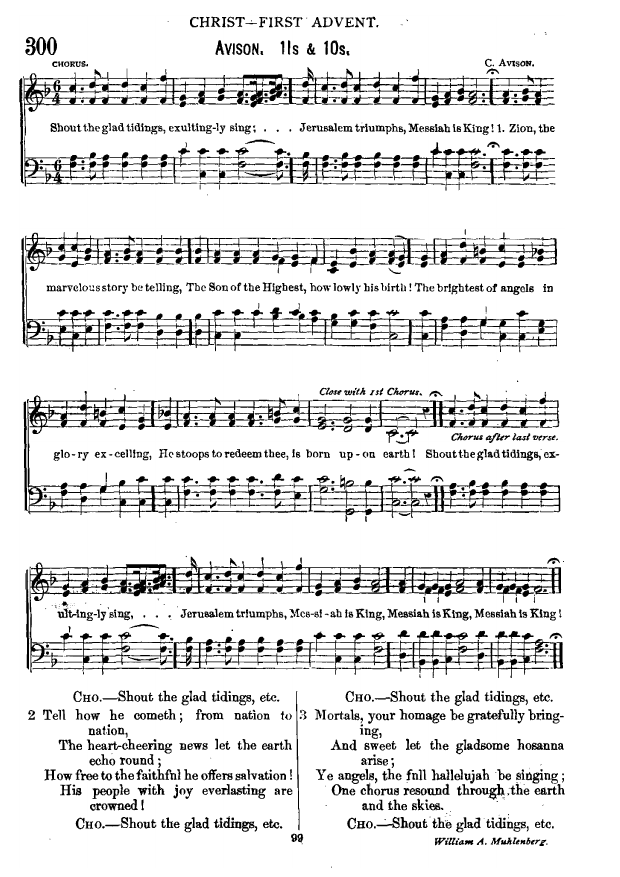 CHRIST—FIRST ADVENT.
300
AVISON. 11s & 10s.
CHORUS.
C. AVISON.
Shout the glad tidings, exulting-ly sing; . . . Jerusalem triumphs, Messiah is King! 1. Zion, the
marvelous story be telling, The Son of the Highest, how lowly his birth! The brightest of angels in
Close with 1st Chorus.
Chorus after last verse.
glo-ry ex-celling, He stoops to redeem thee, is born up-on earth! Shout the glad tidings, ex-
ult-ing-ly sing, . . . Jerusalem triumphs, Mes-si-ah is King, Messiah is King, Messiah is King!
CHO.—Shout the glad tidings, etc.
2 Tell how he cometh; from nation to
nation,
The heart-cheering news let the earth
echo round;
How free to the faithful he offers salvation!
His people with joy everlasting are
crowned!
CHO.—Shout the glad tidings, etc.
CHO.—Shout the glad tidings, etc.
3 Mortals, your homage be gratefully bring-
ing,
And sweet let the gladsome hosanna
arise;
Ye angels, the full hallelujah be singing;
One chorus resound through the earth
and the skies.
CHO.—Shout the glad tidings, etc.
William A. Muhlenberg.
99